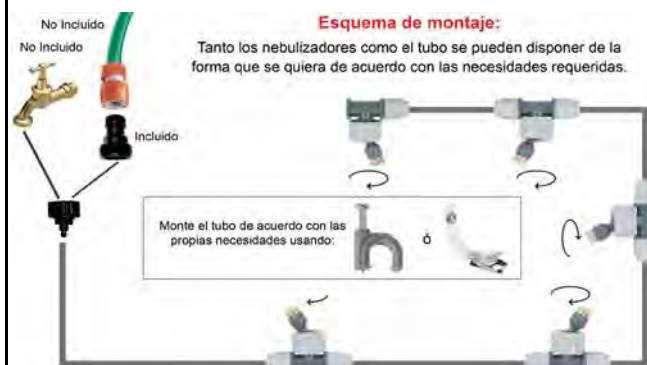 No Incluido
No Incluido
Esquema de montaje:
Tanto los nebulizadores como el tubo se pueden disponer de la
forma que se quiera de acuerdo con las necesidades requeridas.
Incluido
Monte el tubo de acuerdo con las
propias necesidades usando:
ó